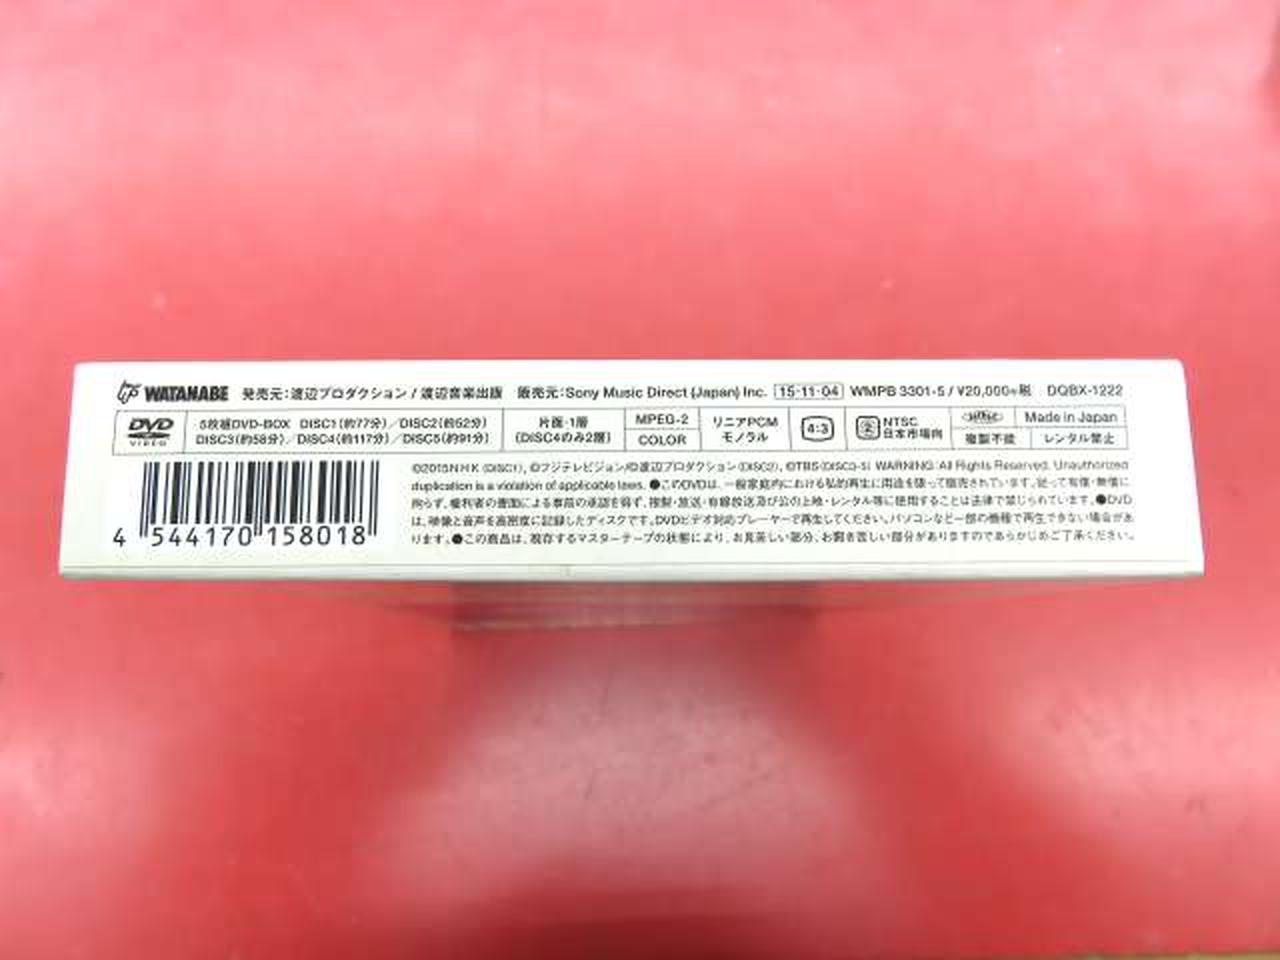 WATANABE 発売元:渡辺プロダクション / 渡辺音楽出版 販売元:Sony Music Direct (Japan) Inc. 15·11·04 WMPB 3301-5 / ¥20,000+税 DQBX-1222
DVD VIDEO
5枚組DVD-BOX DISC1(約77分)／DISC2(約52分)
DISC3(約58分)／DISC4(約117分)／DISC5(約91分)
片面·1層
(DISC4のみ2層)
MPEG-2
COLOR
リニアPCM
モノラル
4:3
2 NTSC
日本市場向
複製不能
Made in Japan
レンタル禁止
©2015NHK(DISC1), ©フジテレビジョン/©渡辺プロダクション(DISC2), ©TBS(DISC3-5) WARNING: All Rights Reserved. Unauthorized
duplication is a violation of applicable laws. ●このDVDは、一般家庭内における私的再生に用途を限って販売されています。従って有償·無償に
拘らず、権利者の書面による事前の承認を得ず、複製·放送·有線放送及び公の上映·レンタル等に使用することは法律で禁じられています。●DVD
は、映像と音声を高密度に記録したディスクです。DVDビデオ対応プレーヤーで再生してください。パソコンなど一部の機種で再生できない場合があ
ります。●この商品は、現存するマスターテープの状態により、お見苦しい部分、お聞き苦しい部分がありますのであらかじめご了承ください。
4 544170 158018